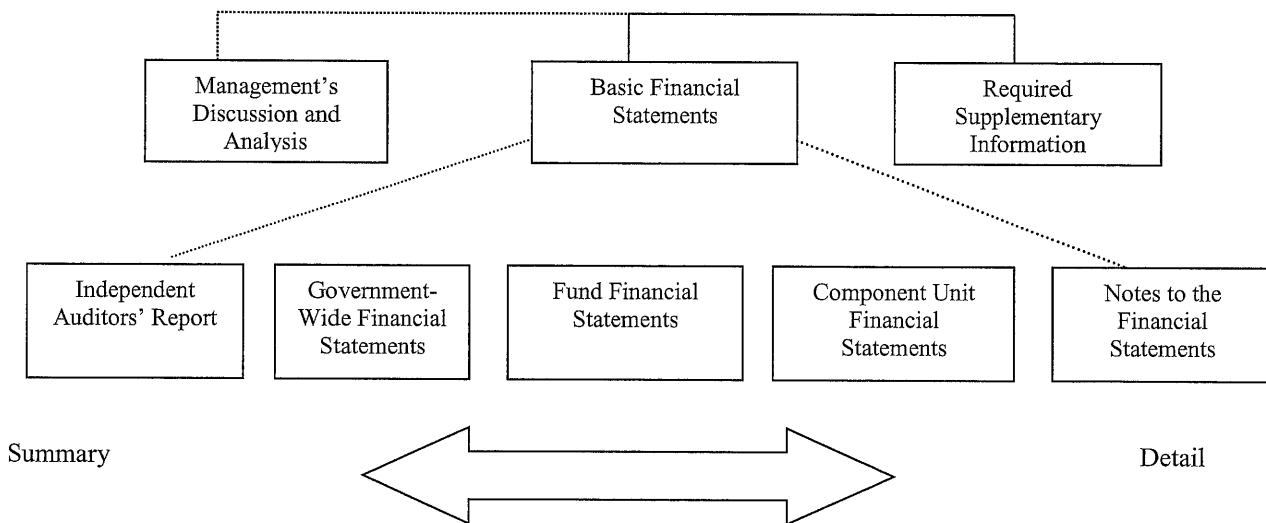 Management's
Discussion and
Analysis
Basic Financial
Statements
Required
Supplementary
Information
Independent
Auditors' Report
Government-
Wide Financial
Statements
Fund Financial
Statements
Component Unit
Financial
Statements
Notes to the
Financial
Statements
Summary
Detail